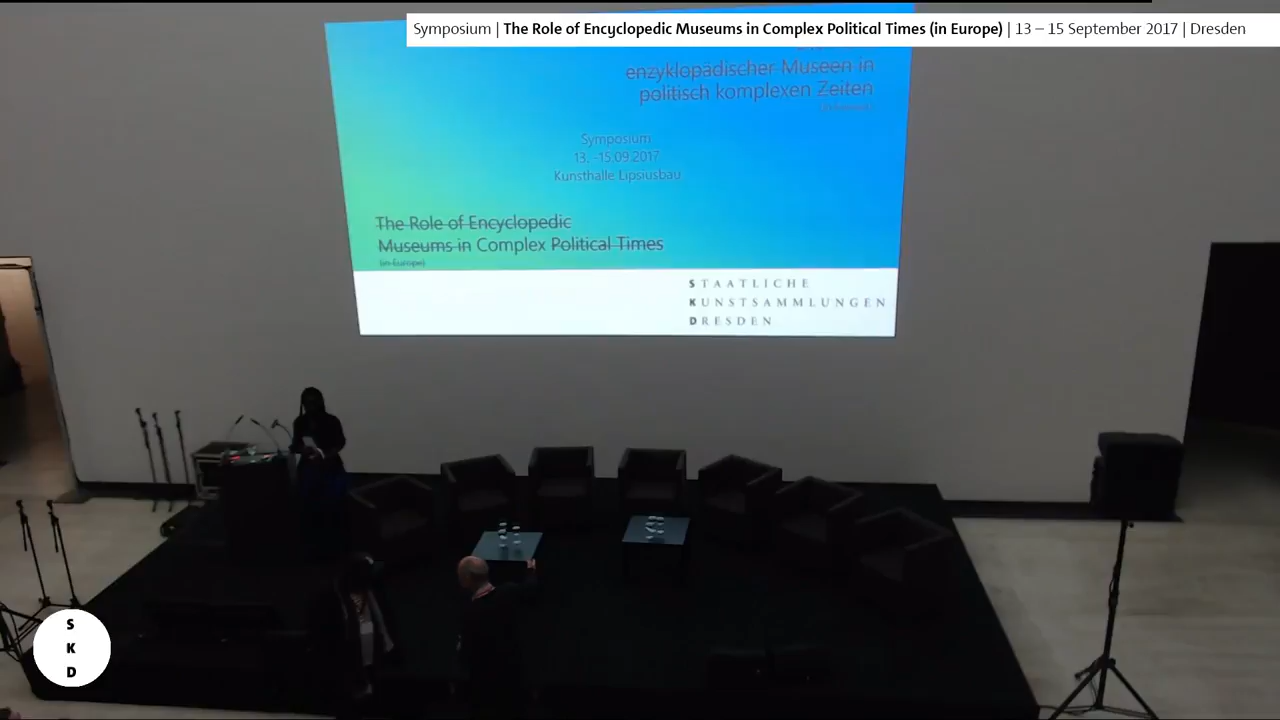 Symposium | The Role of Encyclopedic Museums in Complex Political Times (in Europe) | 13 – 15 September 2017 | Dresden
enzyklopädischer Museen in
politisch komplexen Zeiten
Symposium
13. -15.09.2017
Kunsthalle Lipsiusbau
The Role of Encyclopedic
Museums in Complex Political Times
(in Europe)
STAATLICHE
KUNSTSAMMLUNGEN
DRESDEN
S
K
D